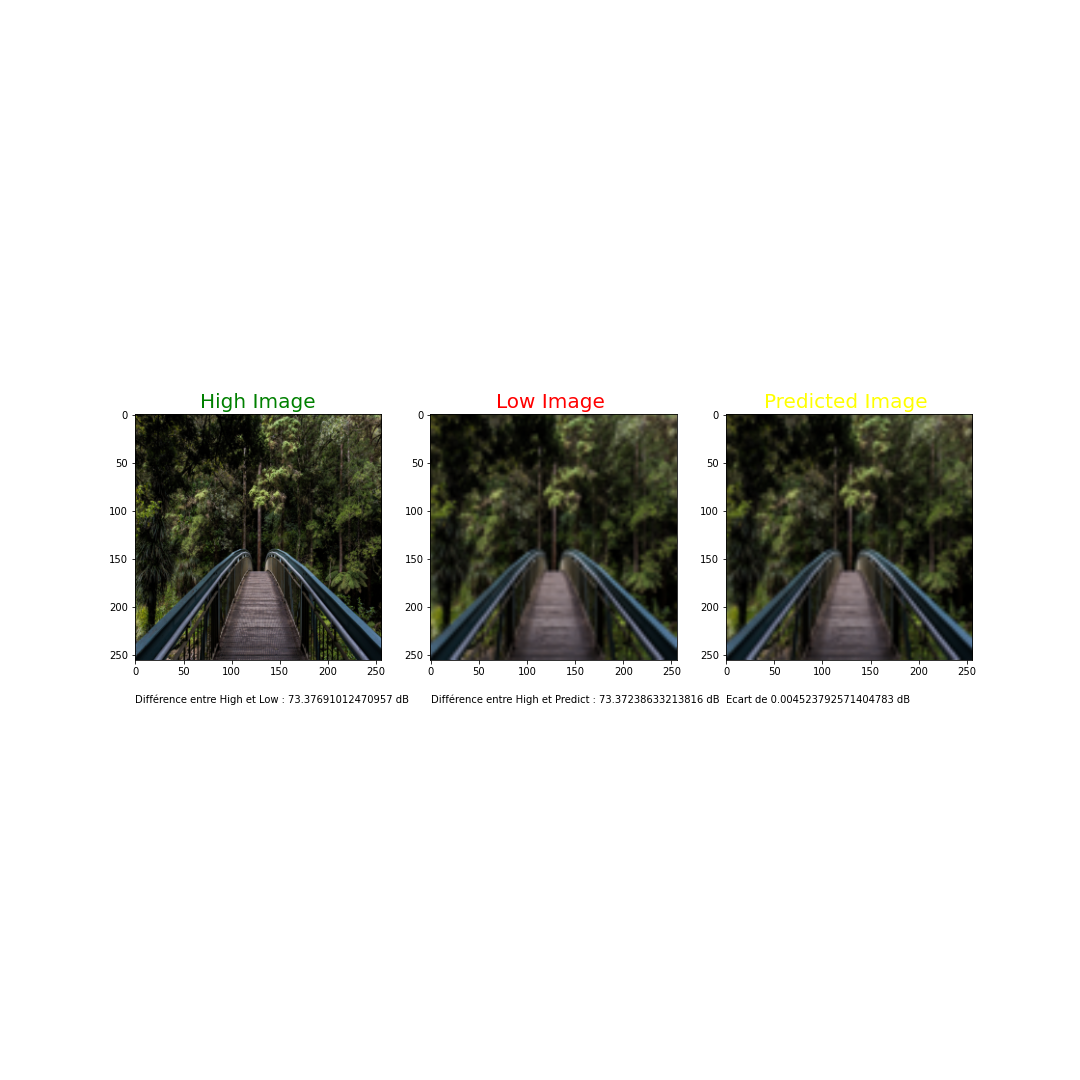 High Image
Low Image
Predicted Image
0
50
100
150
200
250
0 50 100 150 200 250
0
50
100
150
200
250
0 50 100 150 200 250
0
50
100
150
200
250
0 50 100 150 200 250
Différence entre High et Low : 73.37691012470957 dB
Différence entre High et Predict : 73.37238633213816 dB
Ecart de 0.004523792571404783 dB